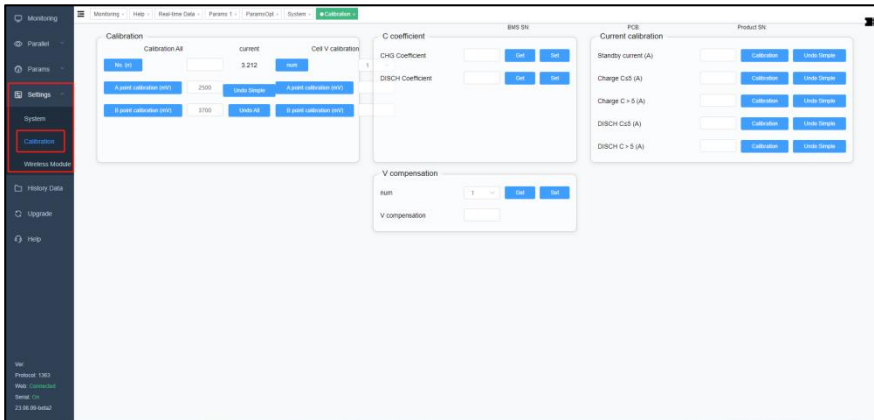 Monitoring
Parallel
Params
Settings
System
Calibration
Wireless Module
History Data
Upgrade
Help
Ver:
Protocol: 1363
Web: Connected
Serial: On
23.08.09-beta2
Monitoring Help Real-time Data Params 1 ParamsOpt System Calibration
BMS SN: PCB: Product SN:
Calibration
Calibration All current Cell V calibration
No. (n) 3.212 num 1
A point calibration (mV) 2500 Undo Simple A point calibration (mV)
B point calibration (mV) 3700 Undo All B point calibration (mV)
C coefficient
CHG Coefficient Get Set
DISCH Coefficient Get Set
V compensation
num 1 Get Set
V compensation
Current calibration
Standby current (A) Calibration Undo Simple
Charge C≤5 (A) Calibration Undo Simple
Charge C > 5 (A) Calibration Undo Simple
DISCH C≤5 (A) Calibration Undo Simple
DISCH C > 5 (A) Calibration Undo Simple